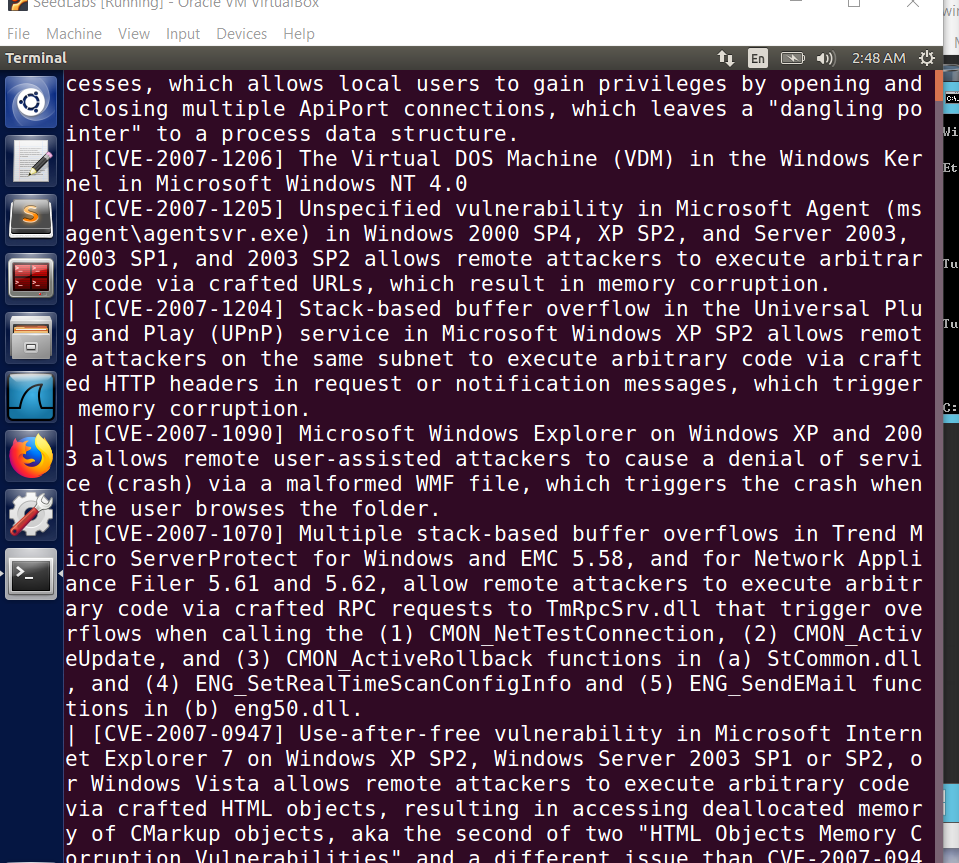 SeedLabs [Running] - Oracle VM VirtualBox
File Machine View Input Devices Help
Terminal En 2:48 AM
cesses, which allows local users to gain privileges by opening and
closing multiple ApiPort connections, which leaves a "dangling po
inter" to a process data structure.
| [CVE-2007-1206] The Virtual DOS Machine (VDM) in the Windows Ker
nel in Microsoft Windows NT 4.0
| [CVE-2007-1205] Unspecified vulnerability in Microsoft Agent (ms
agent\agentsvr.exe) in Windows 2000 SP4, XP SP2, and Server 2003,
2003 SP1, and 2003 SP2 allows remote attackers to execute arbitrar
y code via crafted URLs, which result in memory corruption.
| [CVE-2007-1204] Stack-based buffer overflow in the Universal Plu
g and Play (UPnP) service in Microsoft Windows XP SP2 allows remot
e attackers on the same subnet to execute arbitrary code via craft
ed HTTP headers in request or notification messages, which trigger
memory corruption.
| [CVE-2007-1090] Microsoft Windows Explorer on Windows XP and 200
3 allows remote user-assisted attackers to cause a denial of servi
ce (crash) via a malformed WMF file, which triggers the crash when
the user browses the folder.
| [CVE-2007-1070] Multiple stack-based buffer overflows in Trend M
icro ServerProtect for Windows and EMC 5.58, and for Network Appli
ance Filer 5.61 and 5.62, allow remote attackers to execute arbitr
ary code via crafted RPC requests to TmRpcSrv.dll that trigger ove
rflows when calling the (1) CMON_NetTestConnection, (2) CMON_Activ
eUpdate, and (3) CMON_ActiveRollback functions in (a) StCommon.dll
, and (4) ENG_SetRealTimeScanConfigInfo and (5) ENG_SendEMail func
tions in (b) eng50.dll.
| [CVE-2007-0947] Use-after-free vulnerability in Microsoft Intern
et Explorer 7 on Windows XP SP2, Windows Server 2003 SP1 or SP2, o
r Windows Vista allows remote attackers to execute arbitrary code
via crafted HTML objects, resulting in accessing deallocated memor
y of CMarkup objects, aka the second of two "HTML Objects Memory C
orruption Vulnerabilities" and a different issue than CVE-2007-094
Wi
Et
Tu
Tu
C: